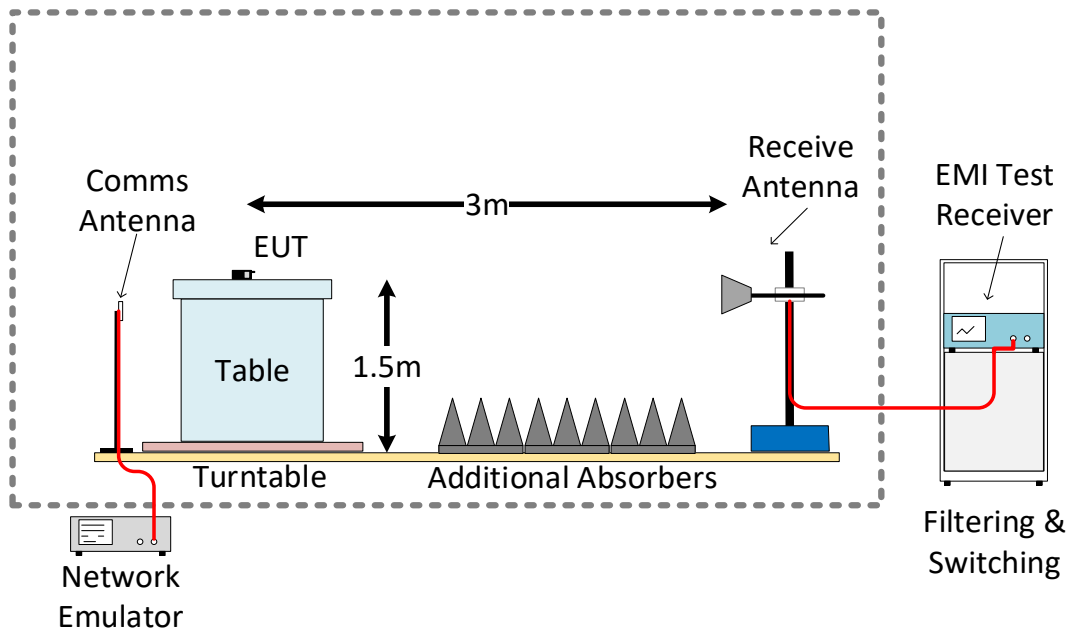 Comms
Antenna
EUT
3m
Receive
Antenna
EMI Test
Receiver
Table
1.5m
Turntable
Additional Absorbers
Network
Emulator
Filtering &
Switching